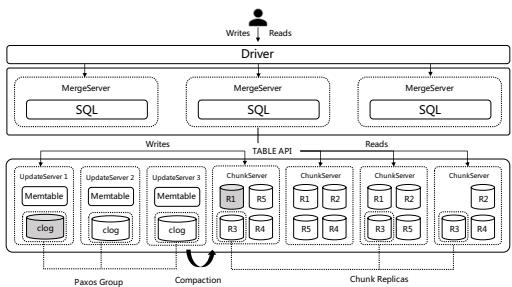 Writes Reads
Driver
MergeServer MergeServer MergeServer
SQL SQL SQL
Writes TABLE API Reads
UpdateServer 1 UpdateServer 2 UpdateServer 3 ChunkServer ChunkServer ChunkServer ChunkServer
Memtable Memtable Memtable R1 R5 R1 R2 R1 R2 R2
clog clog clog R3 R4 R5 R4 R3 R5 R3 R4
Paxos Group Compaction Chunk Replicas